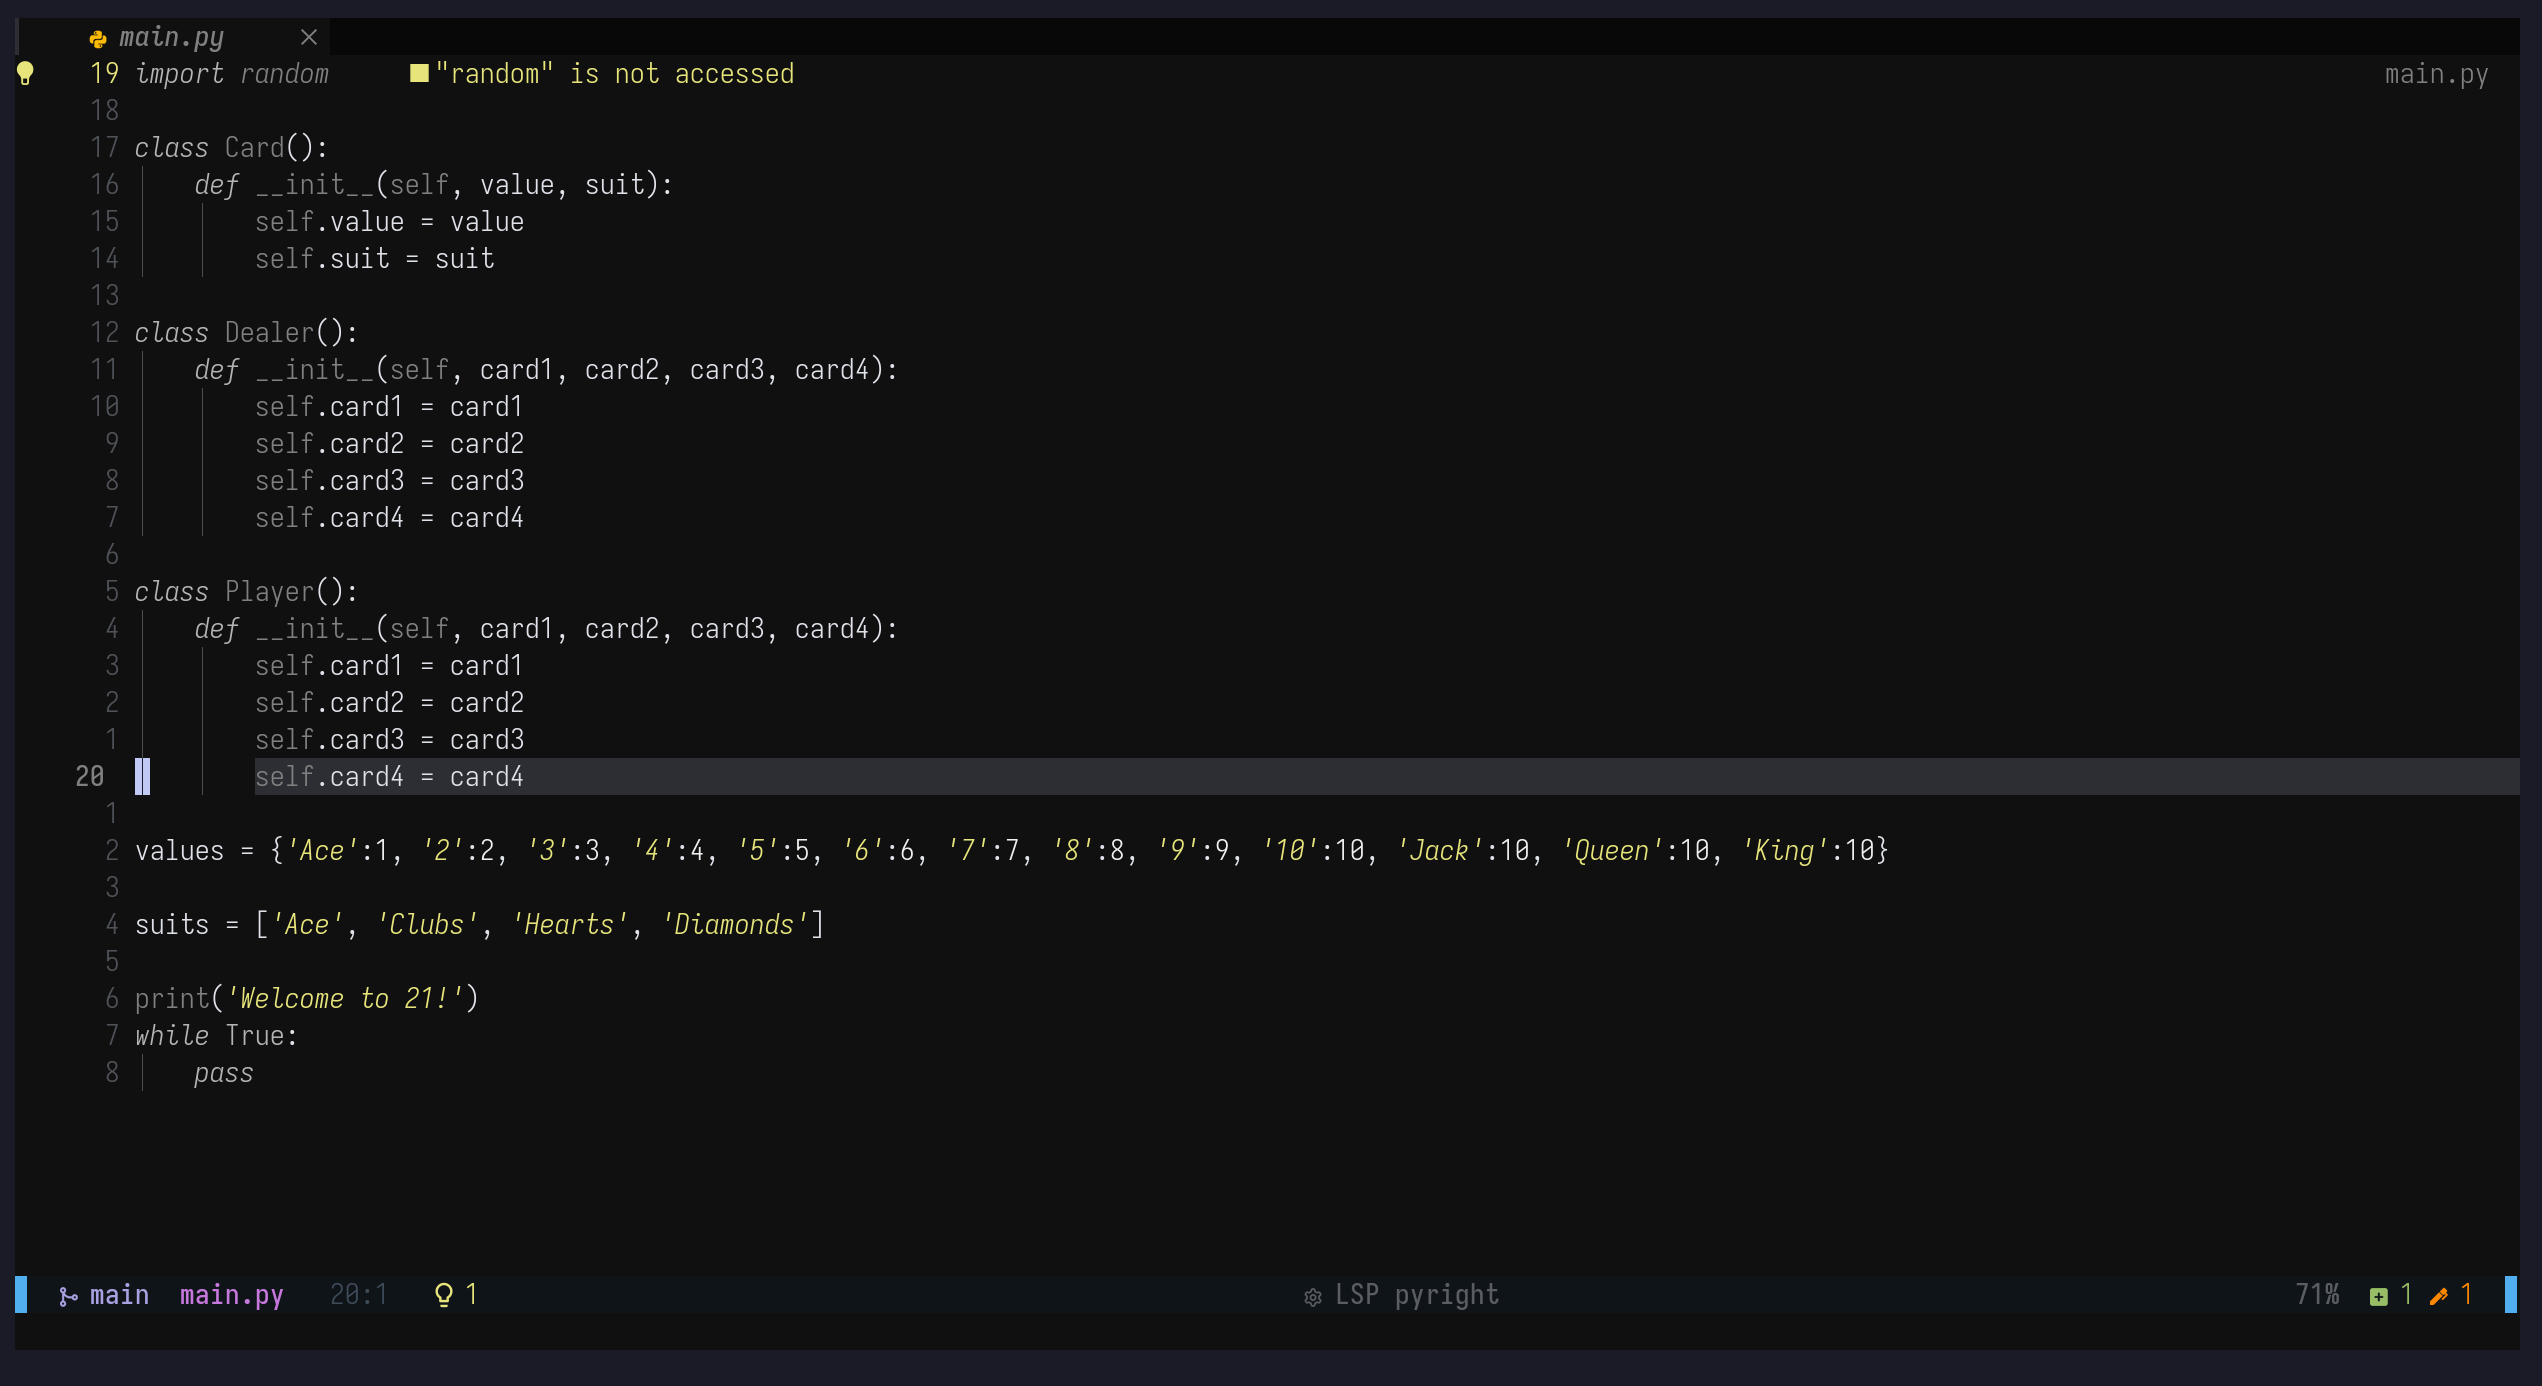 main.py
19 import random "random" is not accessed main.py
18
17 class Card():
16     def __init__(self, value, suit):
15         self.value = value
14         self.suit = suit
13
12 class Dealer():
11     def __init__(self, card1, card2, card3, card4):
10         self.card1 = card1
9         self.card2 = card2
8         self.card3 = card3
7         self.card4 = card4
6
5 class Player():
4     def __init__(self, card1, card2, card3, card4):
3         self.card1 = card1
2         self.card2 = card2
1         self.card3 = card3
20         self.card4 = card4
1
2 values = {'Ace':1, '2':2, '3':3, '4':4, '5':5, '6':6, '7':7, '8':8, '9':9, '10':10, 'Jack':10, 'Queen':10, 'King':10}
3
4 suits = ['Ace', 'Clubs', 'Hearts', 'Diamonds']
5
6 print('Welcome to 21!')
7 while True:
8     pass
main main.py 20:1 1 LSP pyright 71% 1 1